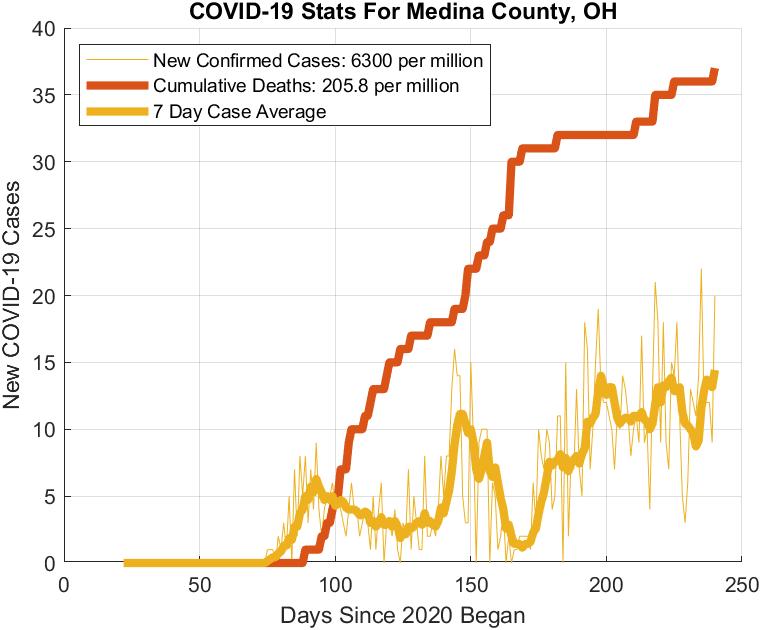 COVID-19 Stats For Medina County, OH
New Confirmed Cases: 6300 per million
Cumulative Deaths: 205.8 per million
7 Day Case Average
New COVID-19 Cases
40
35
30
25
20
15
10
5
0
0 50 100 150 200 250
Days Since 2020 Began